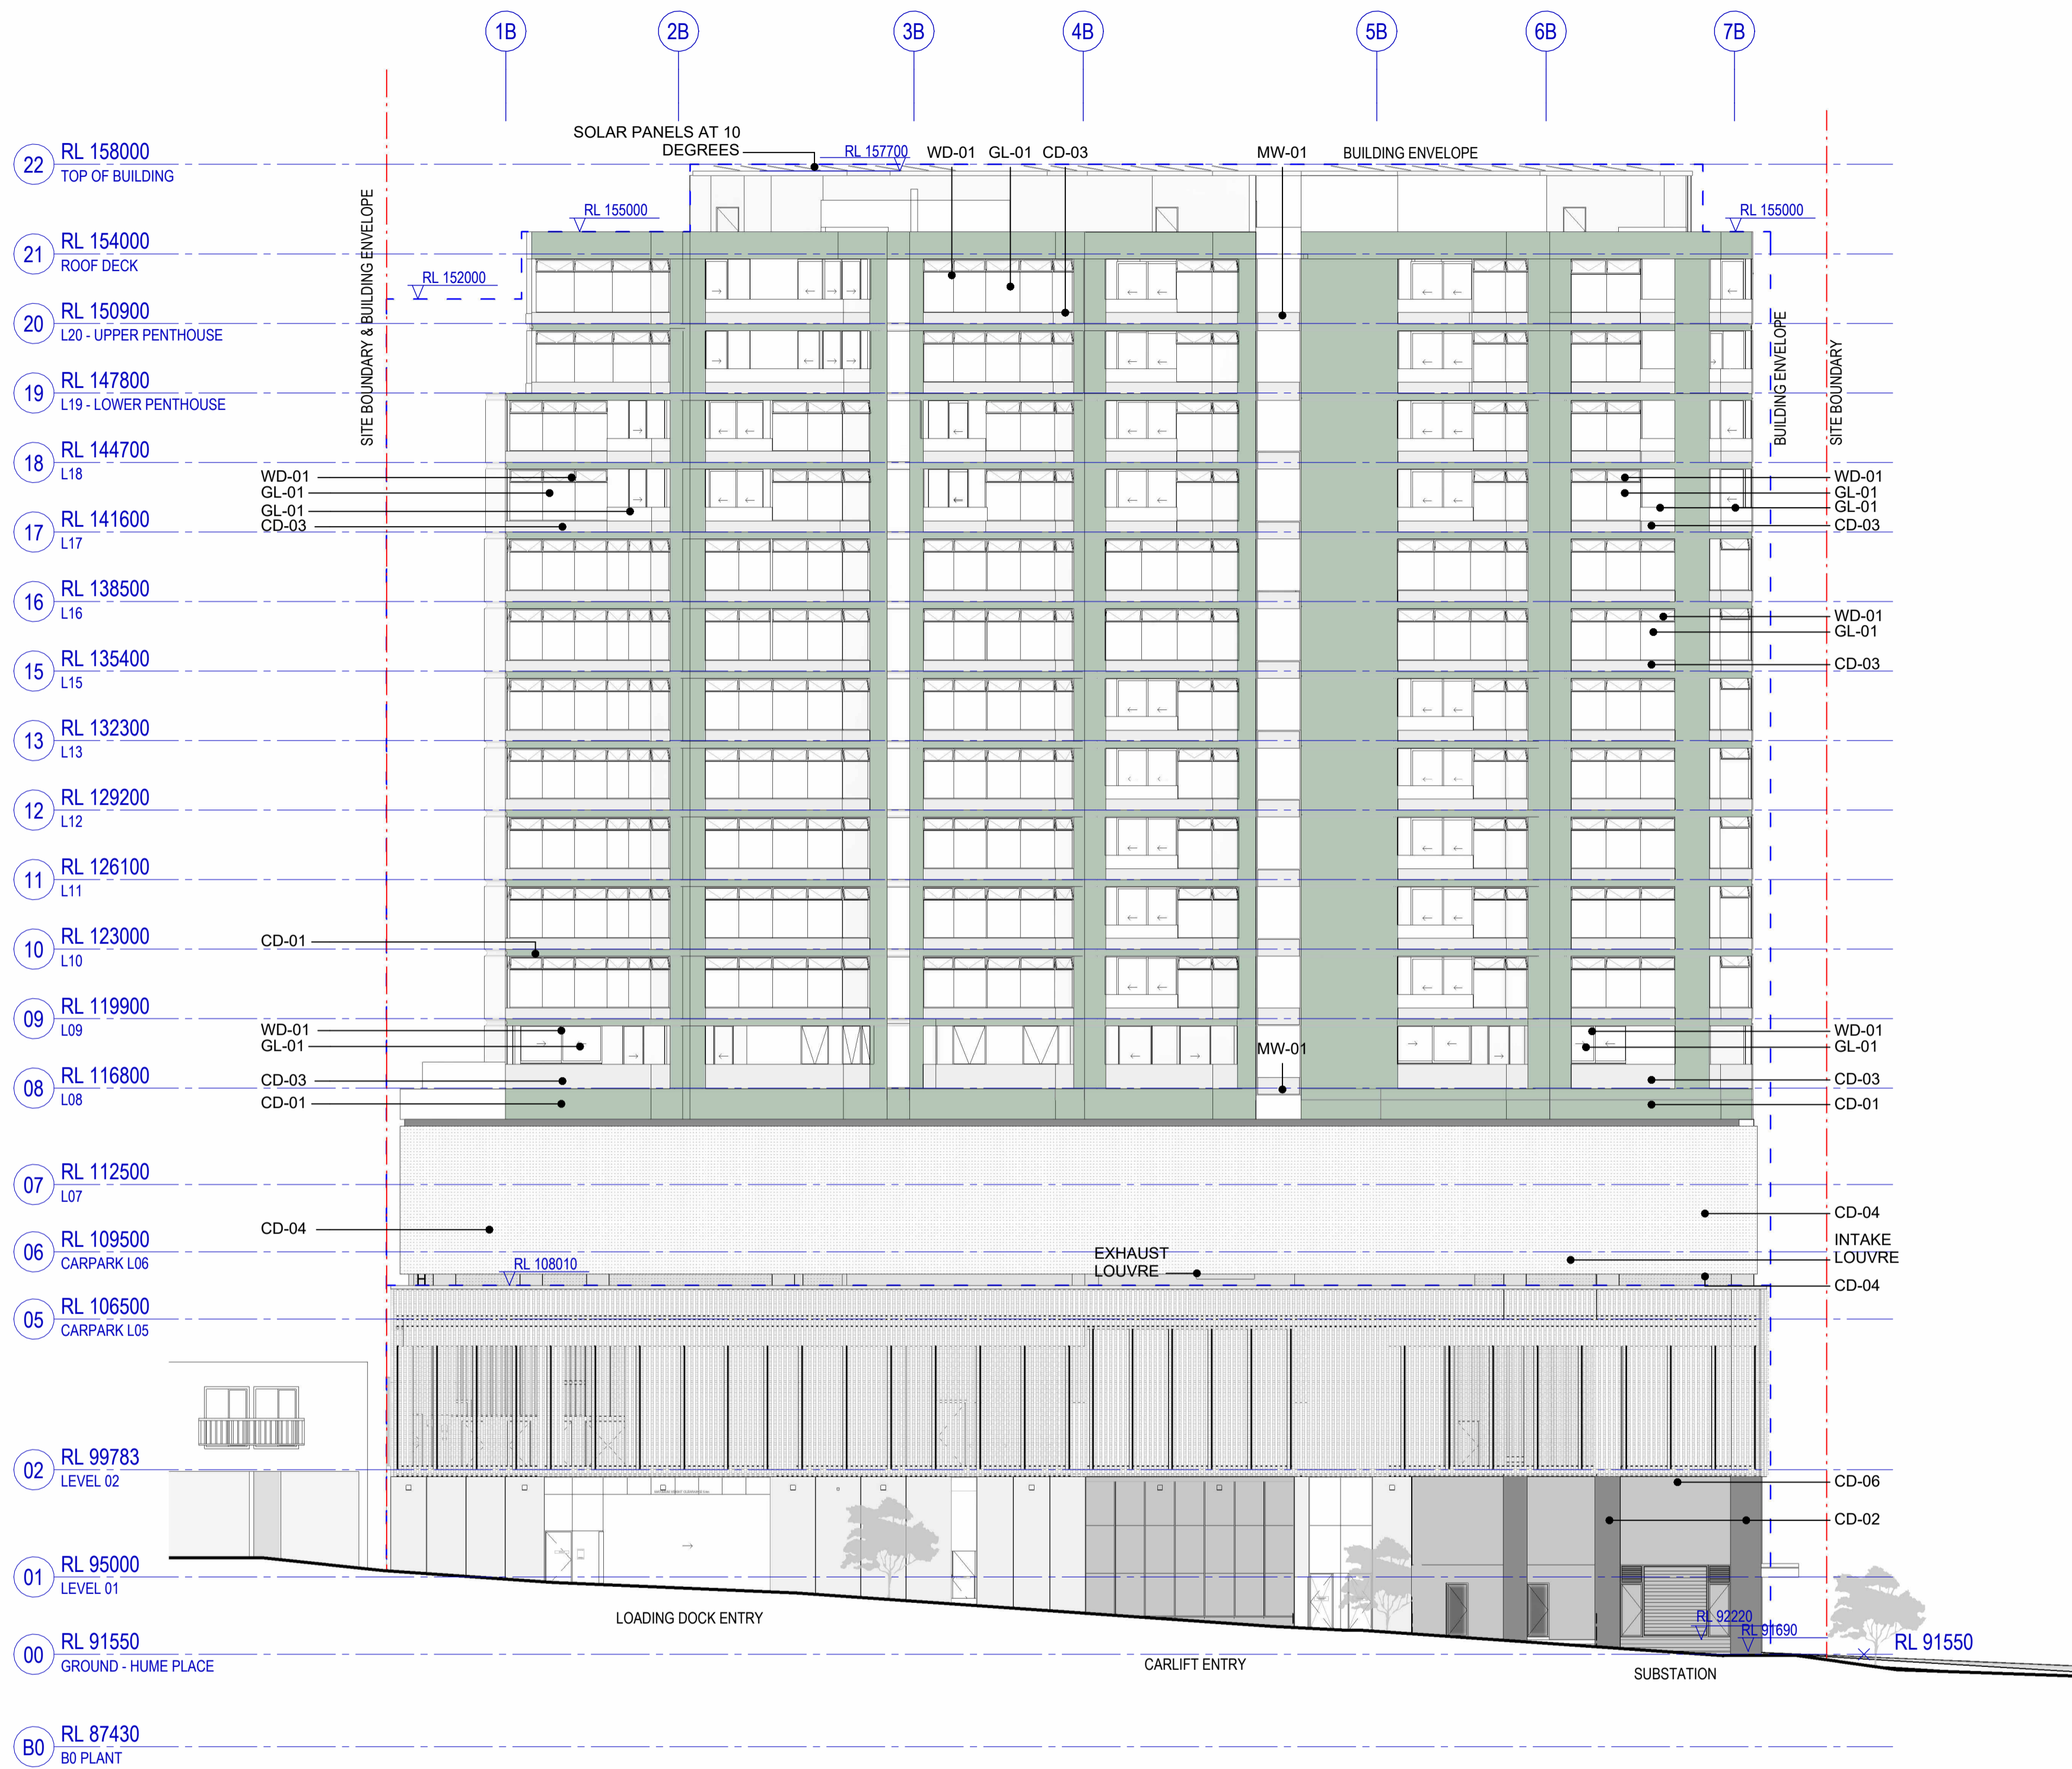 1B
2B
3B
4B
5B
6B
7B
SOLAR PANELS AT 10
DEGREES
RL 157700
WD-01
GL-01
CD-03
MW-01
BUILDING ENVELOPE
22
RL 158000
TOP OF BUILDING
RL 155000
RL 155000
21
RL 154000
ROOF DECK
RL 152000
SITE BOUNDARY & BUILDING ENVELOPE
BUILDING ENVELOPE
SITE BOUNDARY
20
RL 150900
L20 - UPPER PENTHOUSE
19
RL 147800
L19 - LOWER PENTHOUSE
18
RL 144700
L18
WD-01
GL-01
GL-01
CD-03
WD-01
GL-01
GL-01
CD-03
17
RL 141600
L17
16
RL 138500
L16
WD-01
GL-01
CD-03
15
RL 135400
L15
13
RL 132300
L13
12
RL 129200
L12
11
RL 126100
L11
10
RL 123000
L10
CD-01
09
RL 119900
L09
WD-01
GL-01
WD-01
GL-01
MW-01
08
RL 116800
L08
CD-03
CD-01
CD-03
CD-01
07
RL 112500
L07
CD-04
CD-04
06
RL 109500
CARPARK L06
RL 108010
H
EXHAUST
LOUVRE
INTAKE
LOUVRE
CD-04
05
RL 106500
CARPARK L05
02
RL 99783
LEVEL 02
CD-06
CD-02
01
RL 95000
LEVEL 01
LOADING DOCK ENTRY
RL 92220
RL 91690
00
RL 91550
GROUND - HUME PLACE
RL 91550
CARLIFT ENTRY
SUBSTATION
B0
RL 87430
B0 PLANT